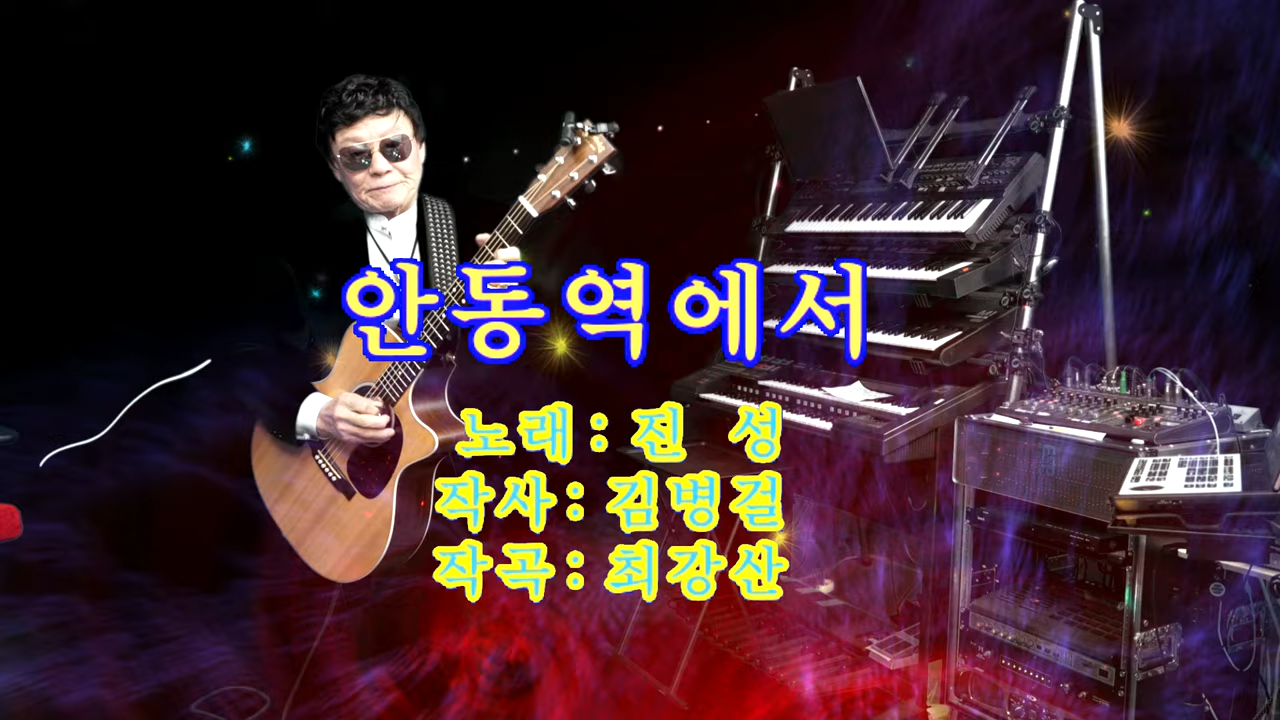 안동역에서
노래 : 진 성
작사 : 김병걸
작곡 : 최강산